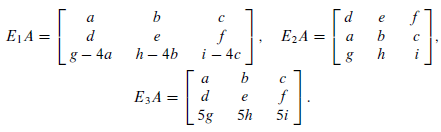 E₁A = [ a b c ; d e f ; g − 4a h − 4b i − 4c ], E₂A = [ d e f ; a b c ; g h i ],
E₃A = [ a b c ; d e f ; 5g 5h 5i ].